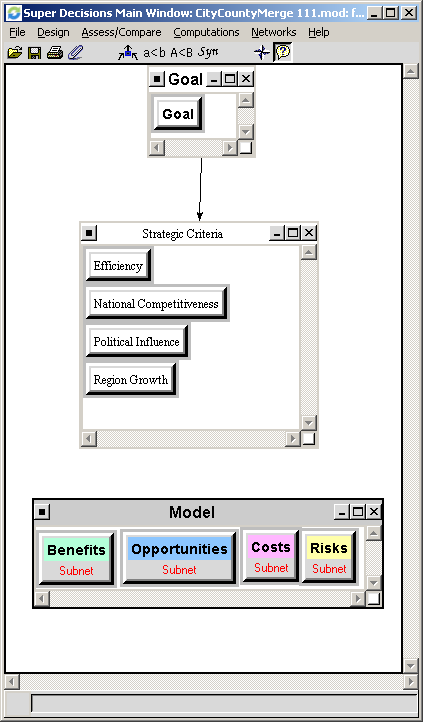 Super Decisions Main Window: CityCountyMerge 111.mod: f
File Design Assess/Compare Computations Networks Help
a<b A<B Syn
Goal
Goal
Strategic Criteria
Efficiency
National Competitiveness
Political Influence
Region Growth
Model
Benefits Opportunities Costs Risks
Subnet Subnet Subnet Subnet